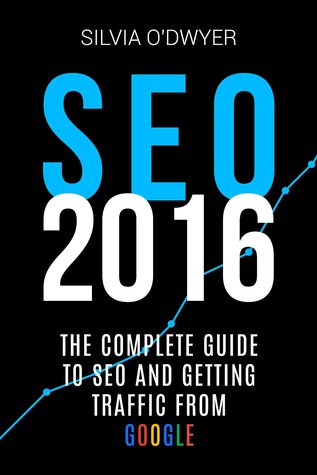 SILVIA O'DWYER
SEO
2016
THE COMPLETE GUIDE
TO SEO AND GETTING
TRAFFIC FROM
GOOGLE